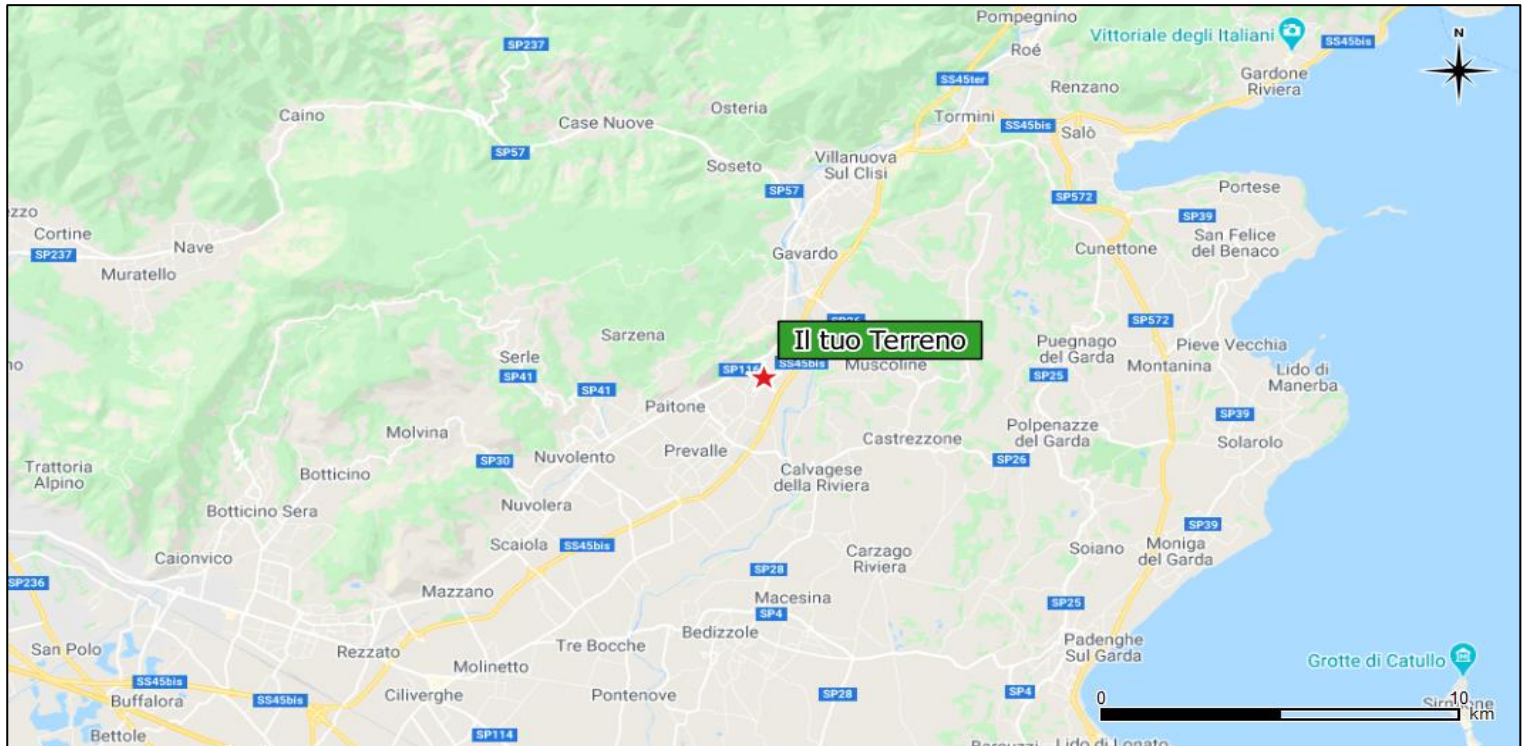 Pompegnino
Vittoriale degli Italiani
SS45bis
N
SP237
Roé
Gardone
Riviera
SS45ter
Renzano
Caino
Osteria
Case Nuove
Tormini
SS45bis
Salò
SP57
Soseto
Villanuova
Sul Clisi
SP57
Portese
SP572
SP39
Cortine
Nave
SP237
Muratello
Gavardo
Cunettone
San Felice
del Benaco
Il tuo Terreno
SP572
Sarzena
Serle
SP41
SP116
SS45bis
Muscoline
Puegnago
del Garda
SP25
Pieve Vecchia
Montanina
Lido di
Manerba
SP41
Paitone
SP39
Molvina
Prevalle
Castrezzone
Polpenazze
del Garda
Solarolo
Trattoria
Alpino
Botticino
SP30
Nuvolento
SP26
Calvagese
della Riviera
Botticino Sera
Nuvolera
SP39
Caionvico
Scaiola
SS45bis
Carzago
Riviera
Soiano
Moniga
del Garda
SP236
Mazzano
SP28
Macesina
SP4
SP25
San Polo
Rezzato
Tre Bocche
Bedizzole
Padenghe
Sul Garda
Molinetto
Grotte di Catullo
SS45bis
Buffalora
SS45bis
Ciliverghe
Pontenove
SP28
SP4
0
10
km
Bettole
SP114
Lido di Lonato